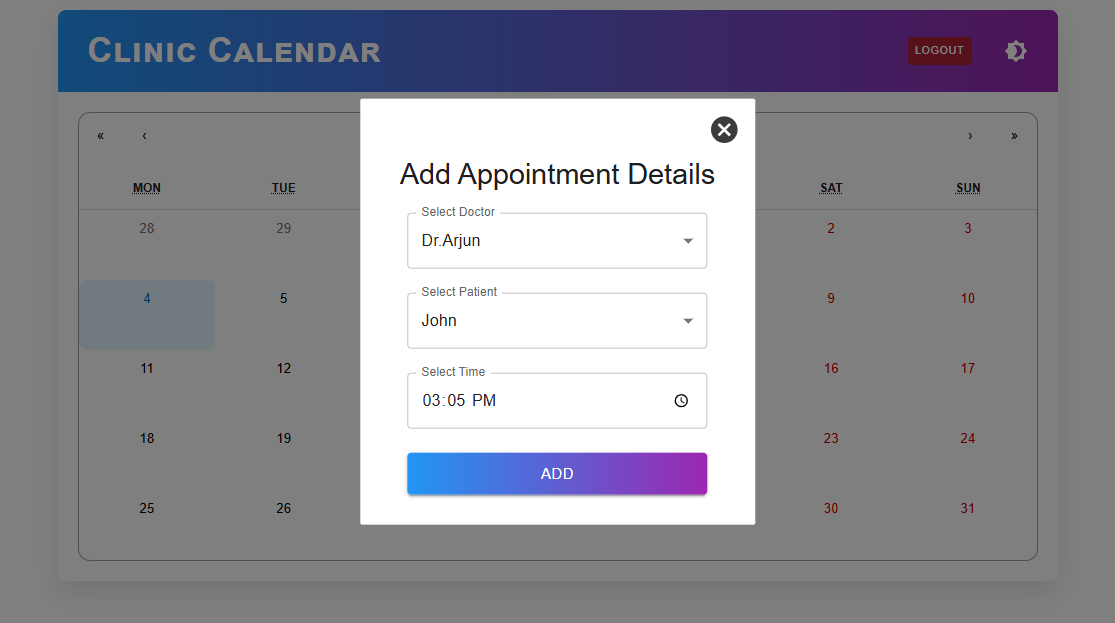 Clinic Calendar
LOGOUT
« ‹ › »
MON TUE SAT SUN
28 29 2 3
4 5 9 10
11 12 16 17
18 19 23 24
25 26 30 31
Add Appointment Details
Select Doctor
Dr.Arjun
Select Patient
John
Select Time
03:05 PM
ADD